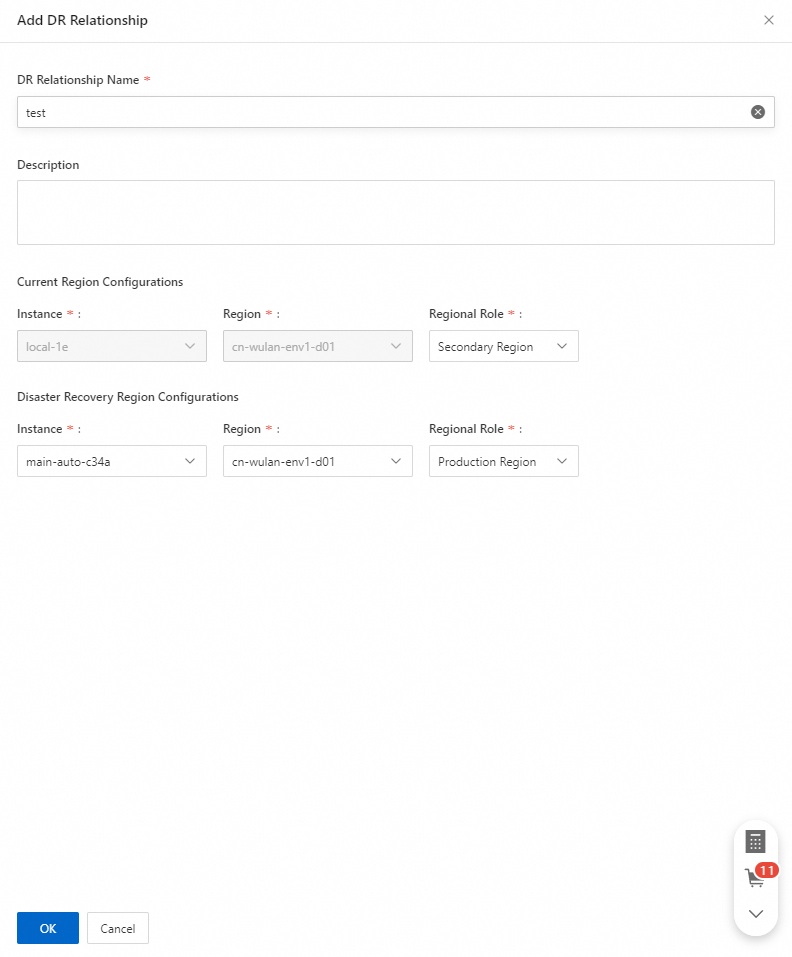 Add DR Relationship
DR Relationship Name *
test
Description
Current Region Configurations
Instance * : Region * : Regional Role * :
local-1e cn-wulan-env1-d01 Secondary Region
Disaster Recovery Region Configurations
Instance * : Region * : Regional Role * :
main-auto-c34a cn-wulan-env1-d01 Production Region
11
OK Cancel